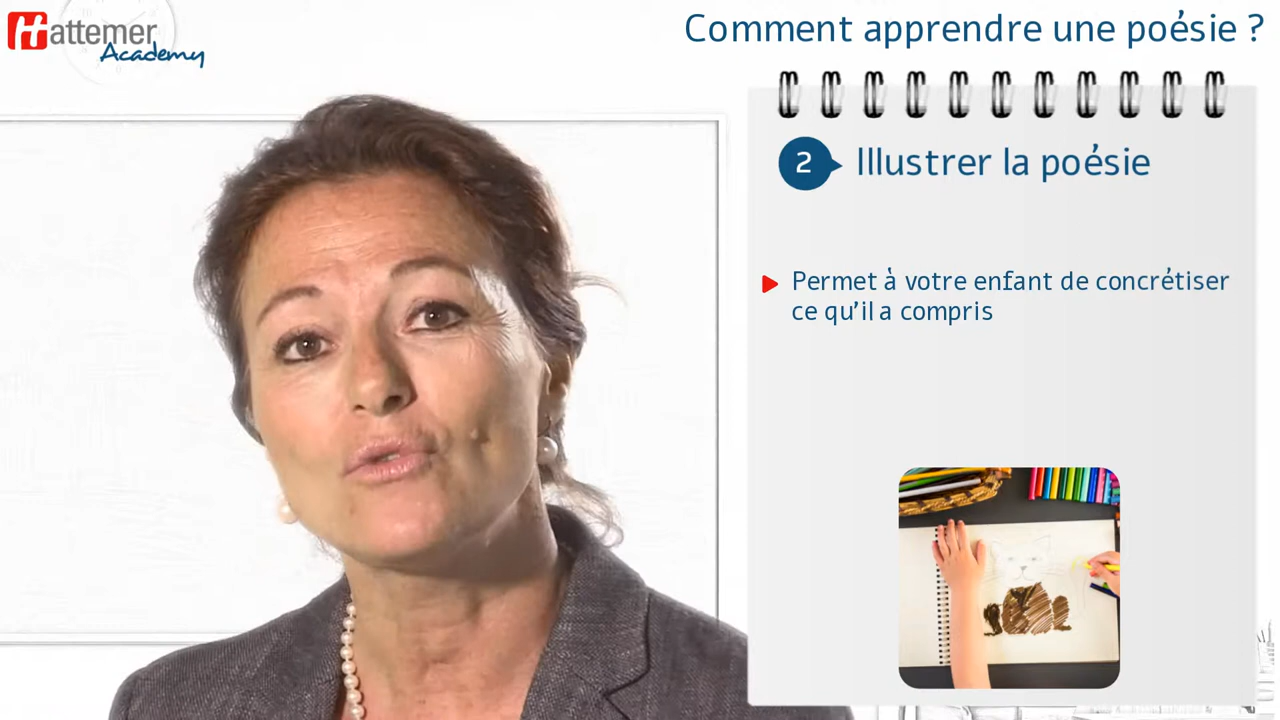 Hattemer
Academy
Comment apprendre une poésie ?
2
Illustrer la poésie
Permet à votre enfant de concrétiser
ce qu'il a compris